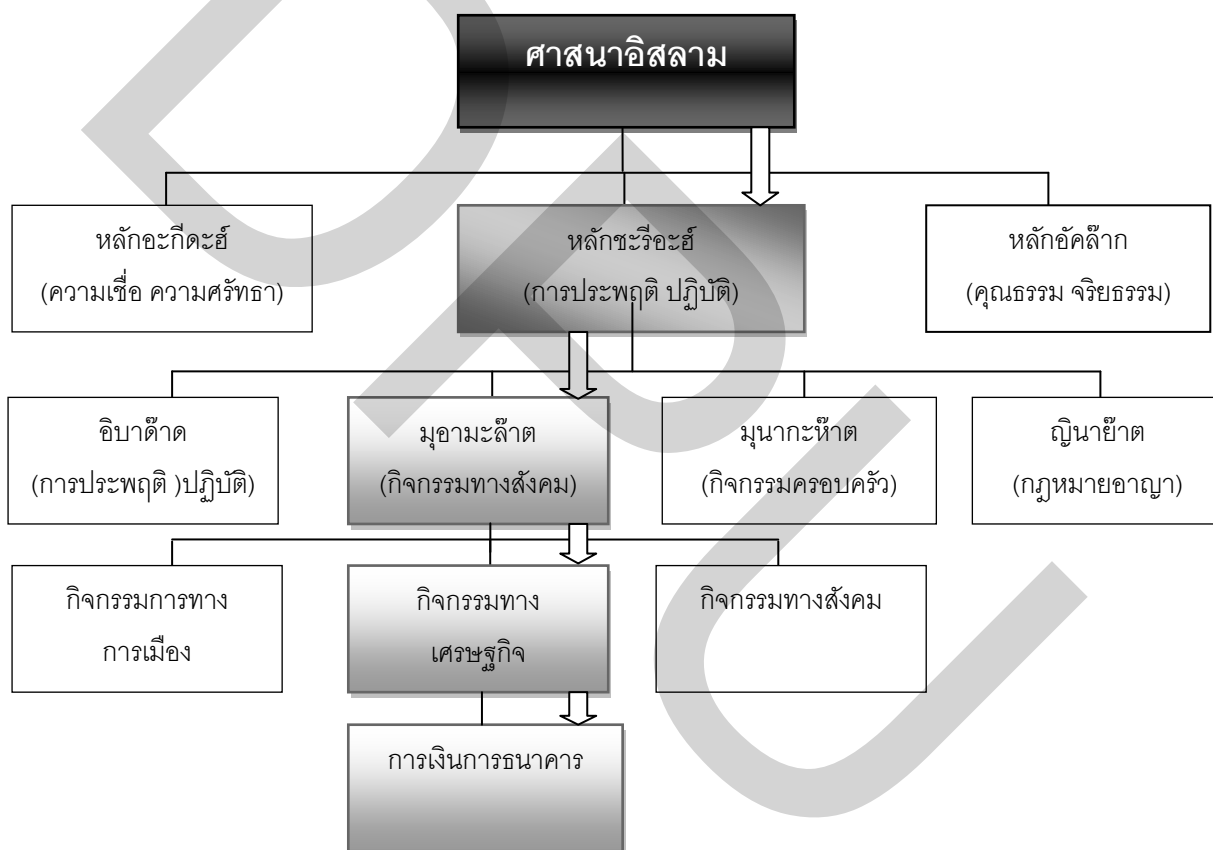 ศาสนาอิสลาม
หลักอะกีดะฮ์
(ความเชื่อ ความศรัทธา)
หลักชะรีอะฮ์
(การประพฤติ ปฏิบัติ)
หลักอัคล๊าก
(คุณธรรม จริยธรรม)
อิบาด๊าด
(การประพฤติ )ปฏิบัติ)
มุอามะล๊าต
(กิจกรรมทางสังคม)
มุนากะห๊าต
(กิจกรรมครอบครัว)
ญินาย๊าต
(กฎหมายอาญา)
กิจกรรมการทาง
การเมือง
กิจกรรมทาง
เศรษฐกิจ
กิจกรรมทางสังคม
การเงินการธนาคาร
DPU